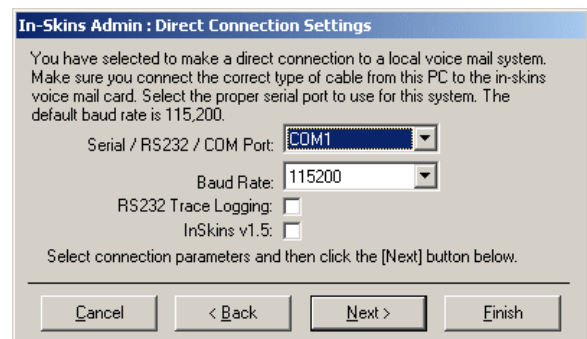 In-Skins Admin : Direct Connection Settings
You have selected to make a direct connection to a local voice mail system.
Make sure you connect the correct type of cable from this PC to the in-skins
voice mail card. Select the proper serial port to use for this system. The
default baud rate is 115,200.
Serial / RS232 / COM Port: COM1
Baud Rate: 115200
RS232 Trace Logging:
InSkins v1.5:
Select connection parameters and then click the [Next] button below.
Cancel < Back Next > Finish